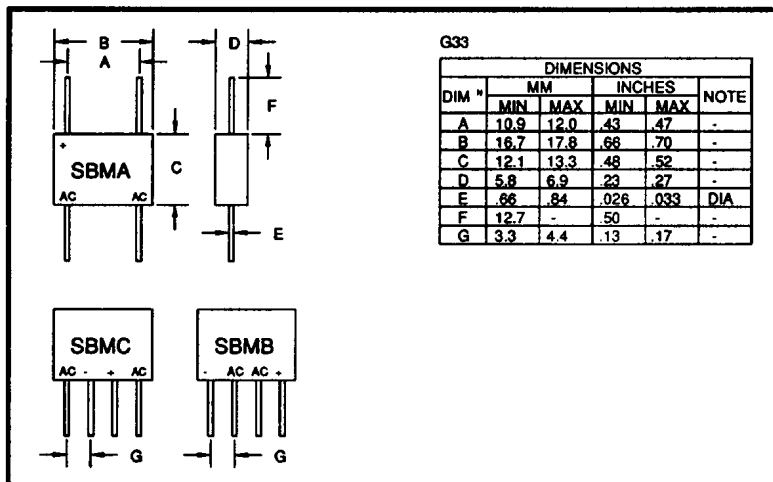 B
A
D
F
+
SBMA
C
AC AC
E
SBMC
AC - + AC
G
SBMB
- AC AC +
G
G33
DIMENSIONS
DIM " MM INCHES NOTE
MIN MAX MIN MAX
A 10.9 12.0 .43 .47 -
B 16.7 17.8 .66 .70 -
C 12.1 13.3 .48 .52 -
D 5.8 6.9 .23 .27 -
E .66 .84 .026 .033 DIA
F 12.7 - .50 - -
G 3.3 4.4 .13 .17 -